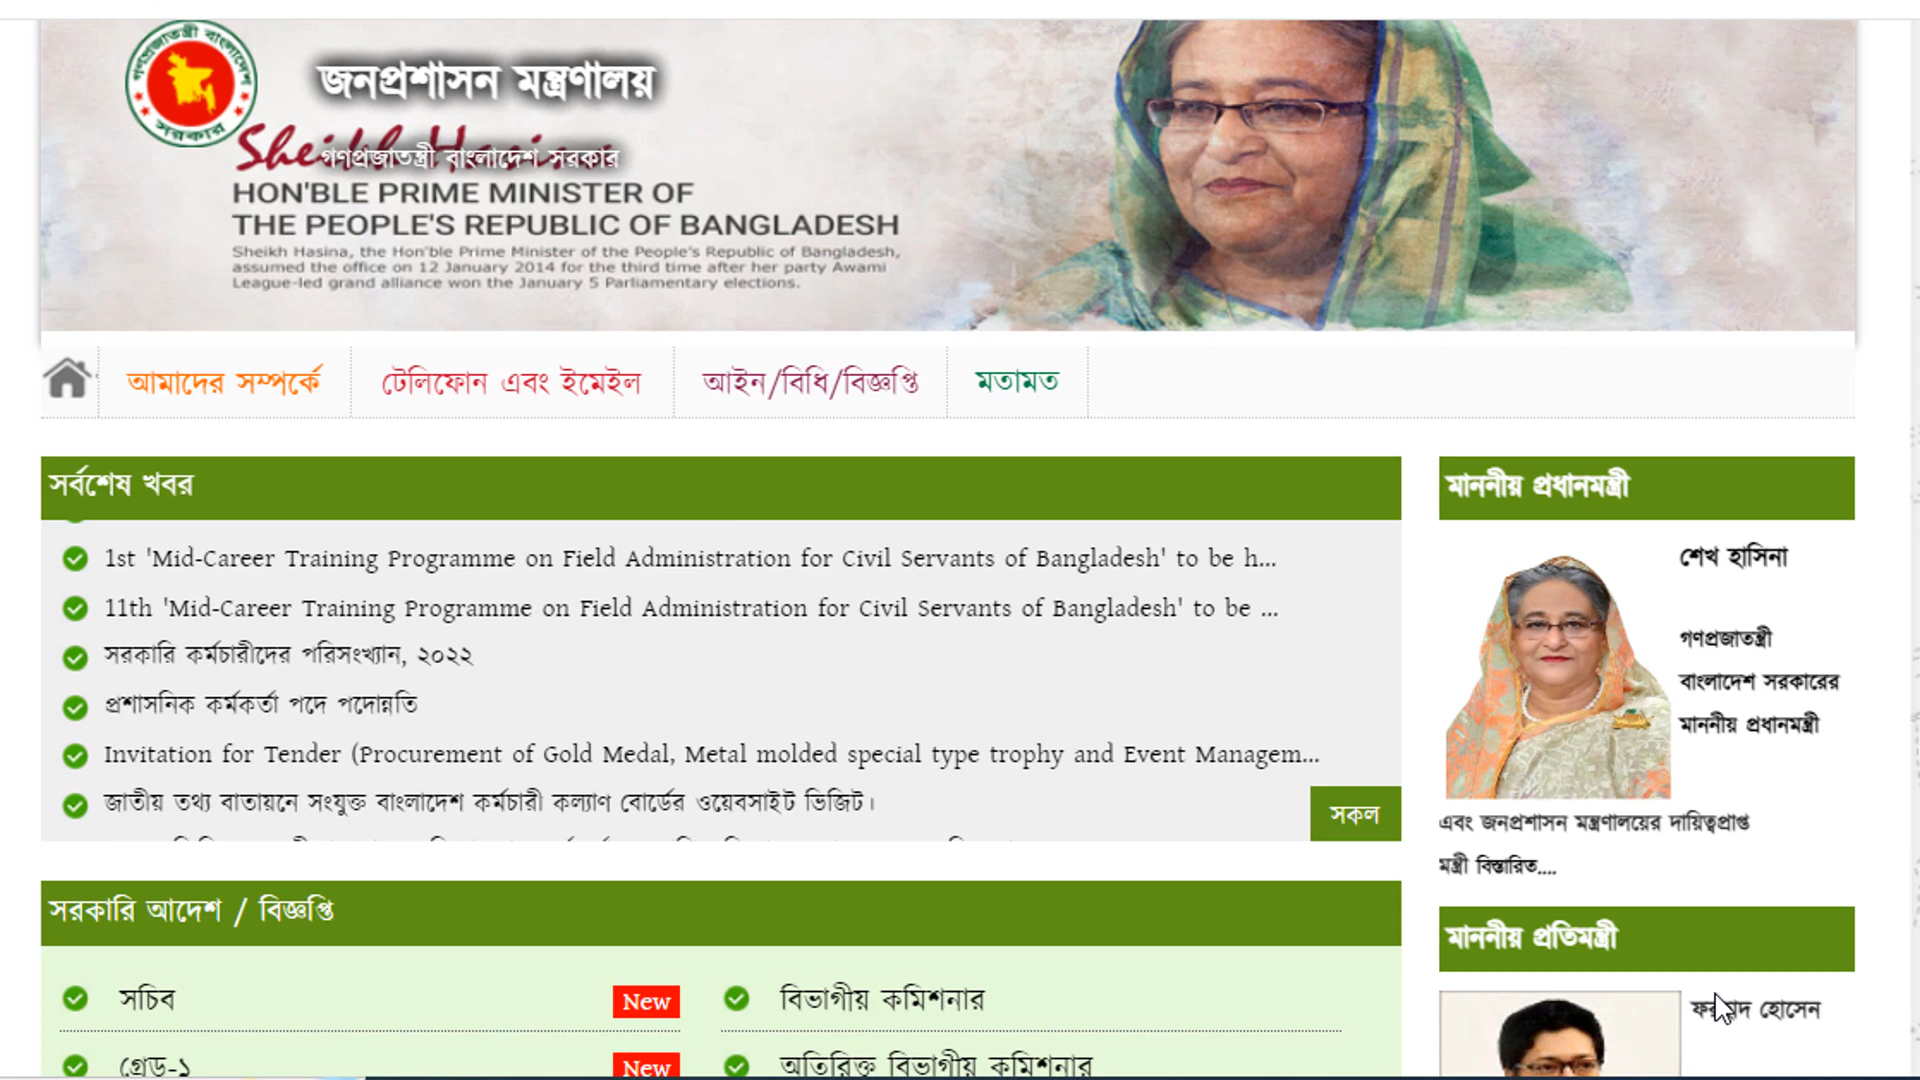 গণপ্রজাতন্ত্রী বাংলাদেশ
সরকার
জনপ্রশাসন মন্ত্রণালয়
Sheikh Hasina
গণপ্রজাতন্ত্রী বাংলাদেশ সরকার
HON'BLE PRIME MINISTER OF
THE PEOPLE'S REPUBLIC OF BANGLADESH
Sheikh Hasina, the Hon'ble Prime Minister of the People's Republic of Bangladesh,
assumed the office on 12 January 2014 for the third time after her party Awami
League-led grand alliance won the January 5 Parliamentary elections.
আমাদের সম্পর্কে টেলিফোন এবং ইমেইল আইন/বিধি/বিজ্ঞপ্তি মতামত
সর্বশেষ খবর
1st 'Mid-Career Training Programme on Field Administration for Civil Servants of Bangladesh' to be h...
11th 'Mid-Career Training Programme on Field Administration for Civil Servants of Bangladesh' to be ...
সরকারি কর্মচারীদের পরিসংখ্যান, ২০২২
প্রশাসনিক কর্মকর্তা পদে পদোন্নতি
Invitation for Tender (Procurement of Gold Medal, Metal molded special type trophy and Event Managem...
জাতীয় তথ্য বাতায়নে সংযুক্ত বাংলাদেশ কর্মচারী কল্যাণ বোর্ডের ওয়েবসাইট ভিজিট।
সকল
সরকারি আদেশ / বিজ্ঞপ্তি
সচিব New বিভাগীয় কমিশনার
গ্রেড-১ New অতিরিক্ত বিভাগীয় কমিশনার
মাননীয় প্রধানমন্ত্রী
শেখ হাসিনা
গণপ্রজাতন্ত্রী
বাংলাদেশ সরকারের
মাননীয় প্রধানমন্ত্রী
এবং জনপ্রশাসন মন্ত্রণালয়ের দায়িত্বপ্রাপ্ত
মন্ত্রী বিস্তারিত....
মাননীয় প্রতিমন্ত্রী
হোসেন